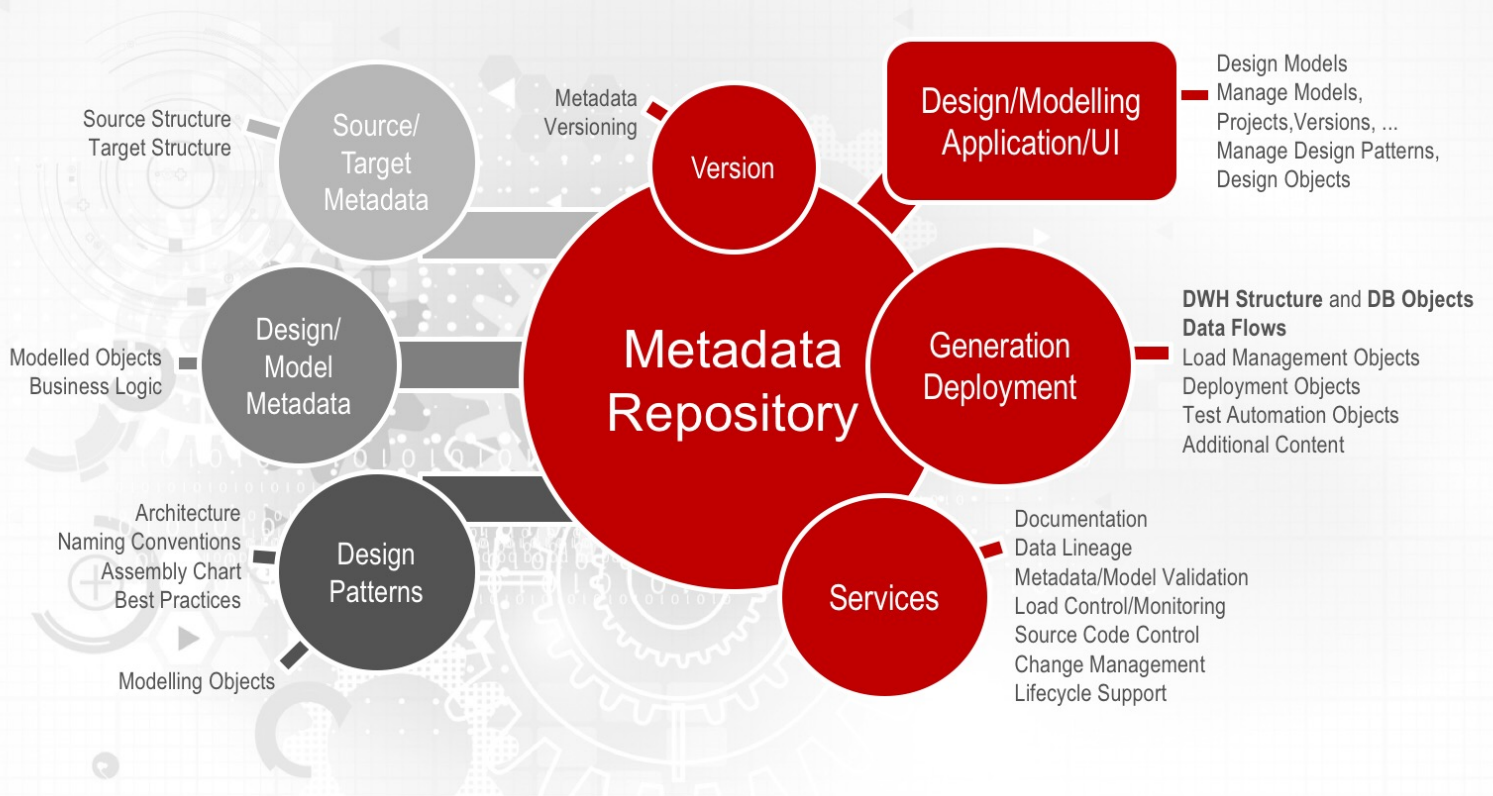 Source Structure
Target Structure
Source/
Target
Metadata
Modelled Objects
Business Logic
Design/
Model
Metadata
Architecture
Naming Conventions
Assembly Chart
Best Practices
Modelling Objects
Design
Patterns
Metadata
Versioning
Version
Metadata
Repository
Design/Modelling
Application/UI
Design Models
Manage Models,
Projects,Versions, ...
Manage Design Patterns,
Design Objects
Generation
Deployment
DWH Structure and DB Objects
Data Flows
Load Management Objects
Deployment Objects
Test Automation Objects
Additional Content
Services
Documentation
Data Lineage
Metadata/Model Validation
Load Control/Monitoring
Source Code Control
Change Management
Lifecycle Support